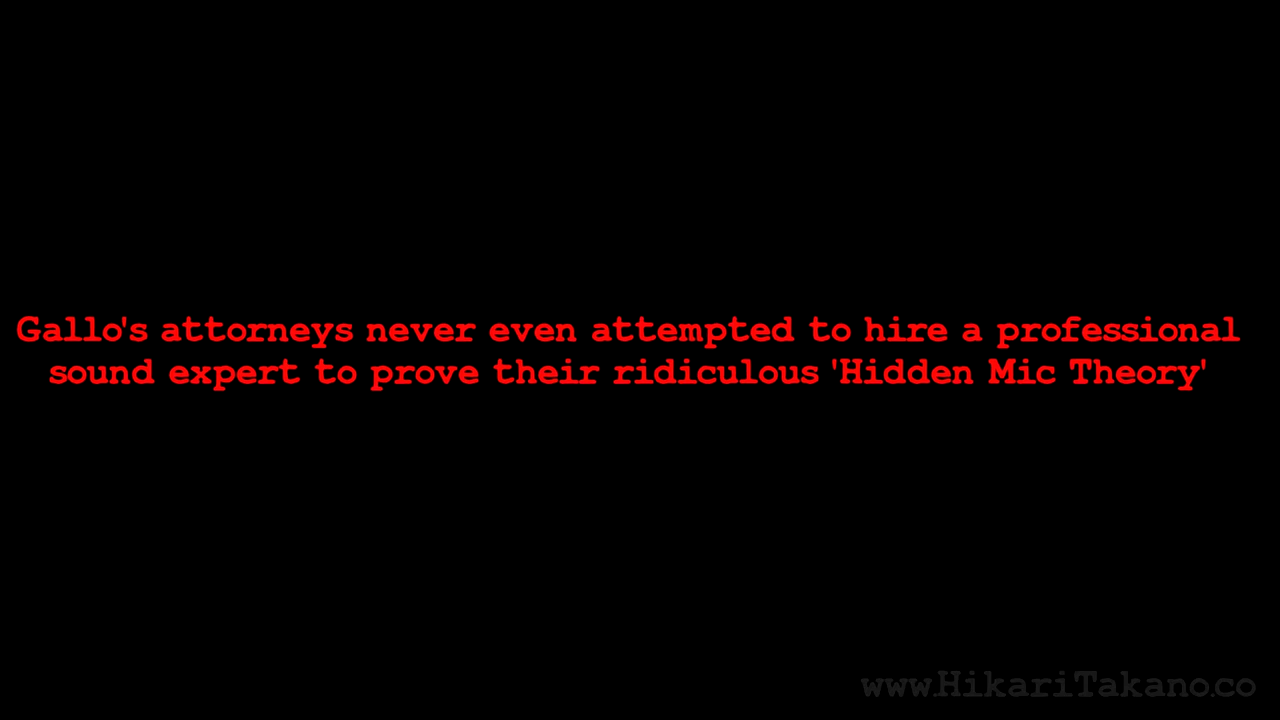 Gallo's attorneys never even attempted to hire a professional
sound expert to prove their ridiculous 'Hidden Mic Theory'
www.HikariTakano.co